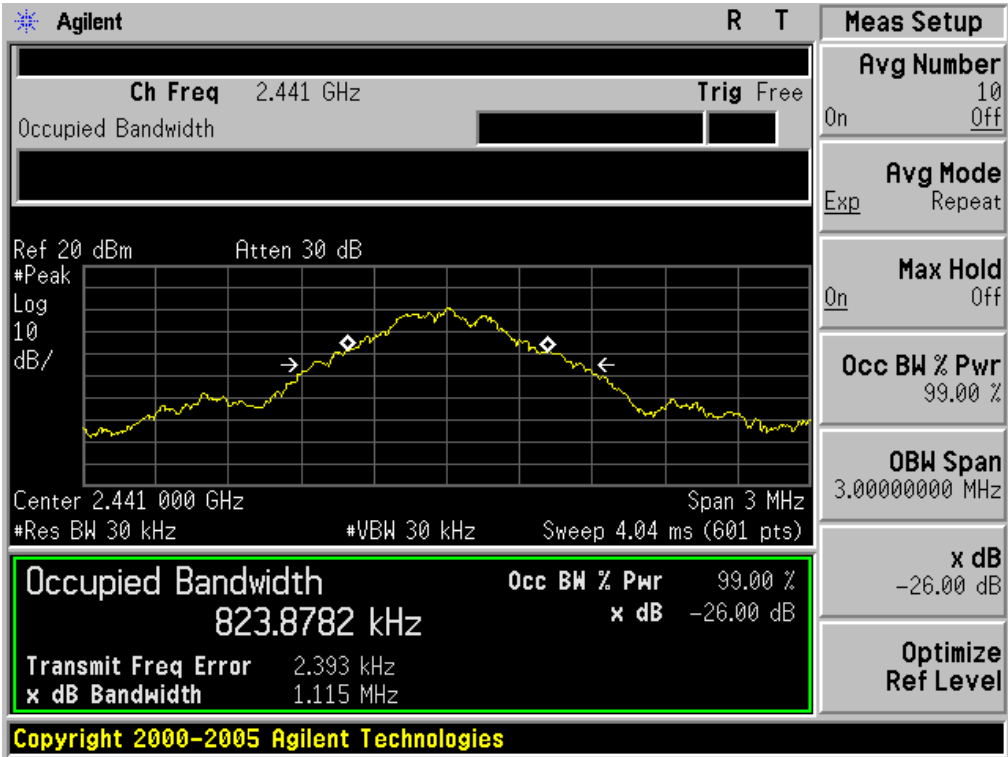 Agilent R T
Ch Freq 2.441 GHz Trig Free
Occupied Bandwidth
Ref 20 dBm Atten 30 dB
#Peak
Log
10
dB/
Center 2.441 000 GHz Span 3 MHz
#Res BW 30 kHz #VBW 30 kHz Sweep 4.04 ms (601 pts)
Occupied Bandwidth Occ BW % Pwr 99.00 %
823.8782 kHz x dB -26.00 dB
Transmit Freq Error 2.393 kHz
x dB Bandwidth 1.115 MHz
Copyright 2000-2005 Agilent Technologies
Meas Setup
Avg Number
10
On Off
Avg Mode
Exp Repeat
Max Hold
On Off
Occ BW % Pwr
99.00 %
OBW Span
3.00000000 MHz
x dB
-26.00 dB
Optimize
Ref Level